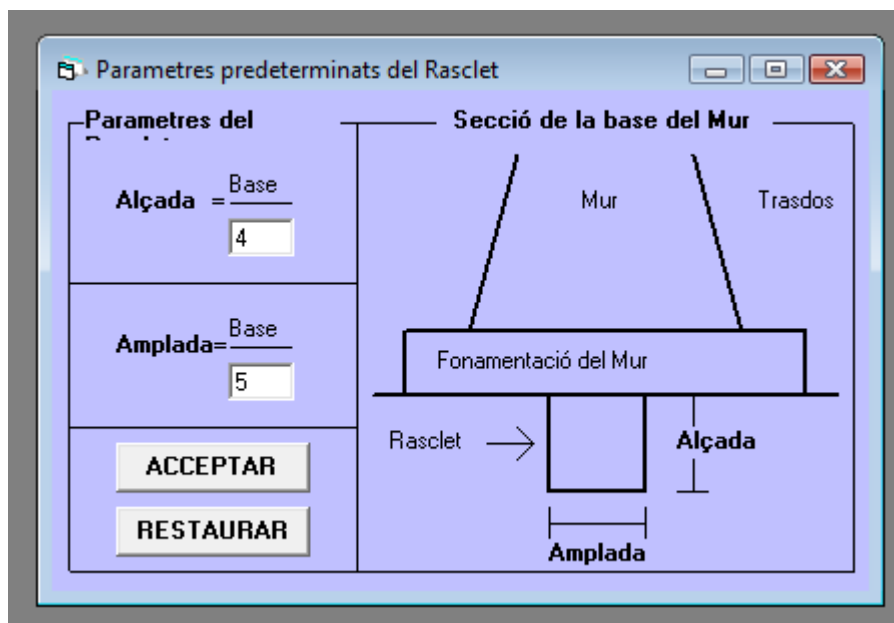 Parametres predeterminats del Rasclet
Parametres del
Alçada = Base
4
Amplada= Base
5
ACCEPTAR
RESTAURAR
Secció de la base del Mur
Mur
Trasdos
Fonamentació del Mur
Rasclet
Alçada
Amplada